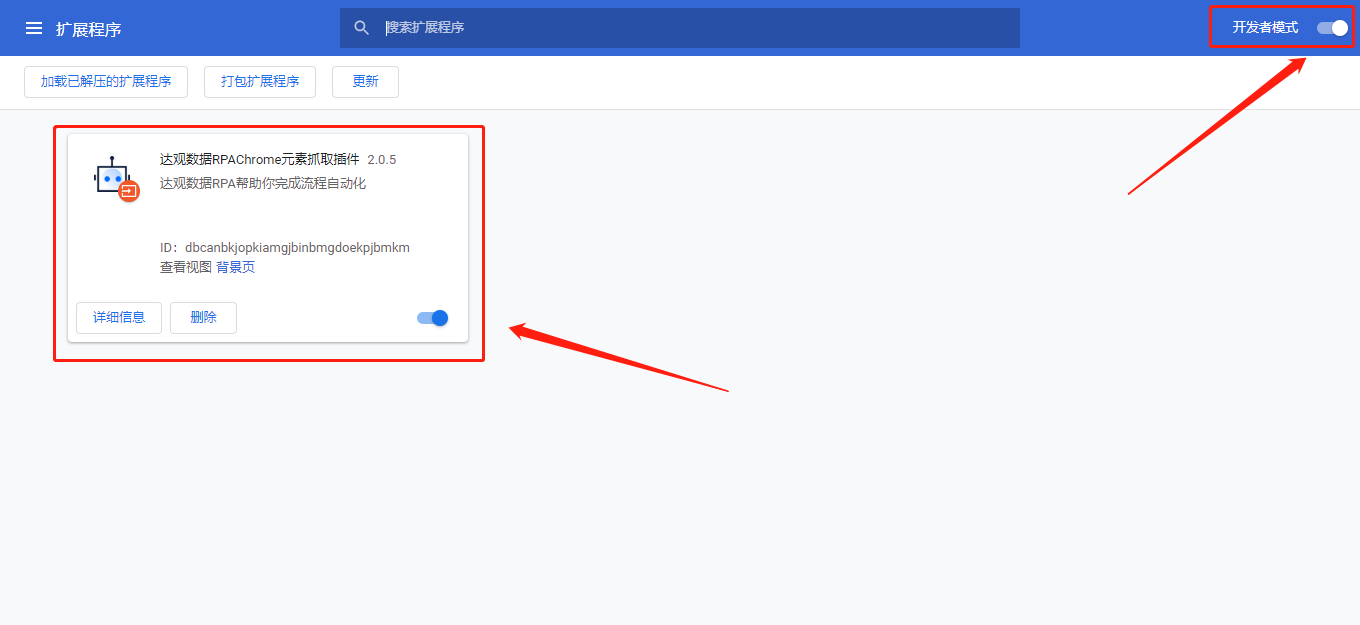 扩展程序
搜索扩展程序
开发者模式
加载已解压的扩展程序
打包扩展程序
更新
达观数据RPAChrome元素抓取插件 2.0.5
达观数据RPA帮助你完成流程自动化
ID：dbcanbkjopkiamgjbinbmgdoekpjbmkm
查看视图 背景页
详细信息
删除